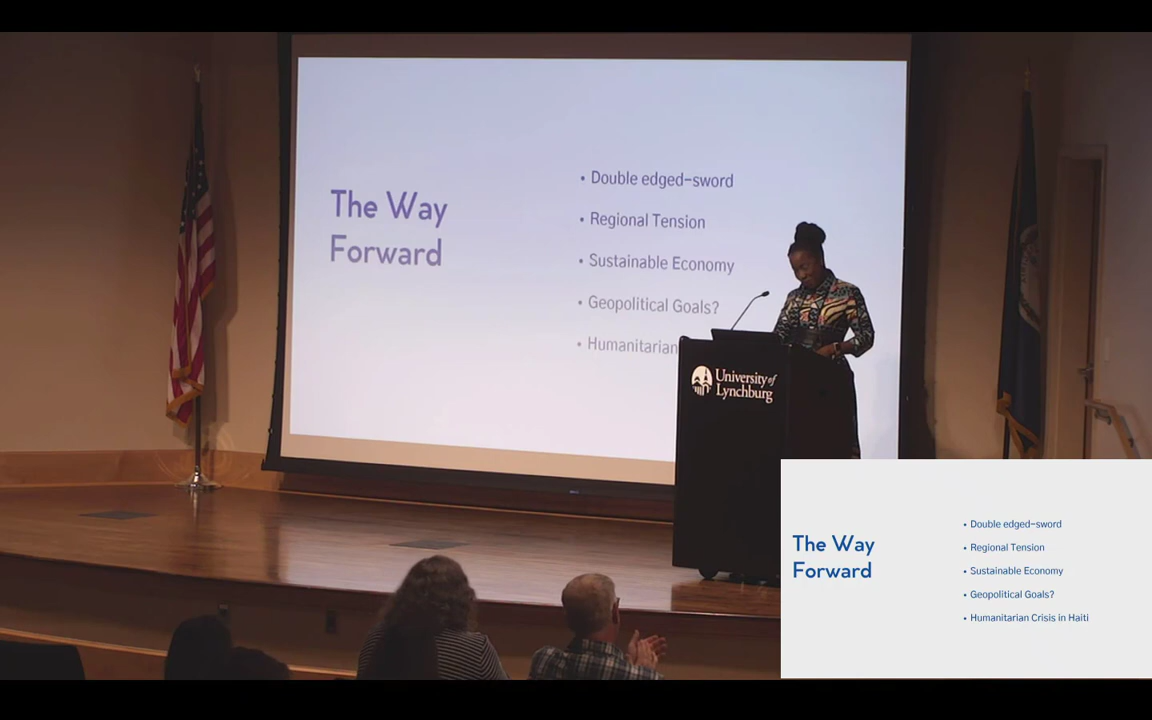 The Way
Forward
• Double edged-sword
• Regional Tension
• Sustainable Economy
• Geopolitical Goals?
• Humanitarian
University of
Lynchburg
The Way
Forward
• Double edged-sword
• Regional Tension
• Sustainable Economy
• Geopolitical Goals?
• Humanitarian Crisis in Haiti